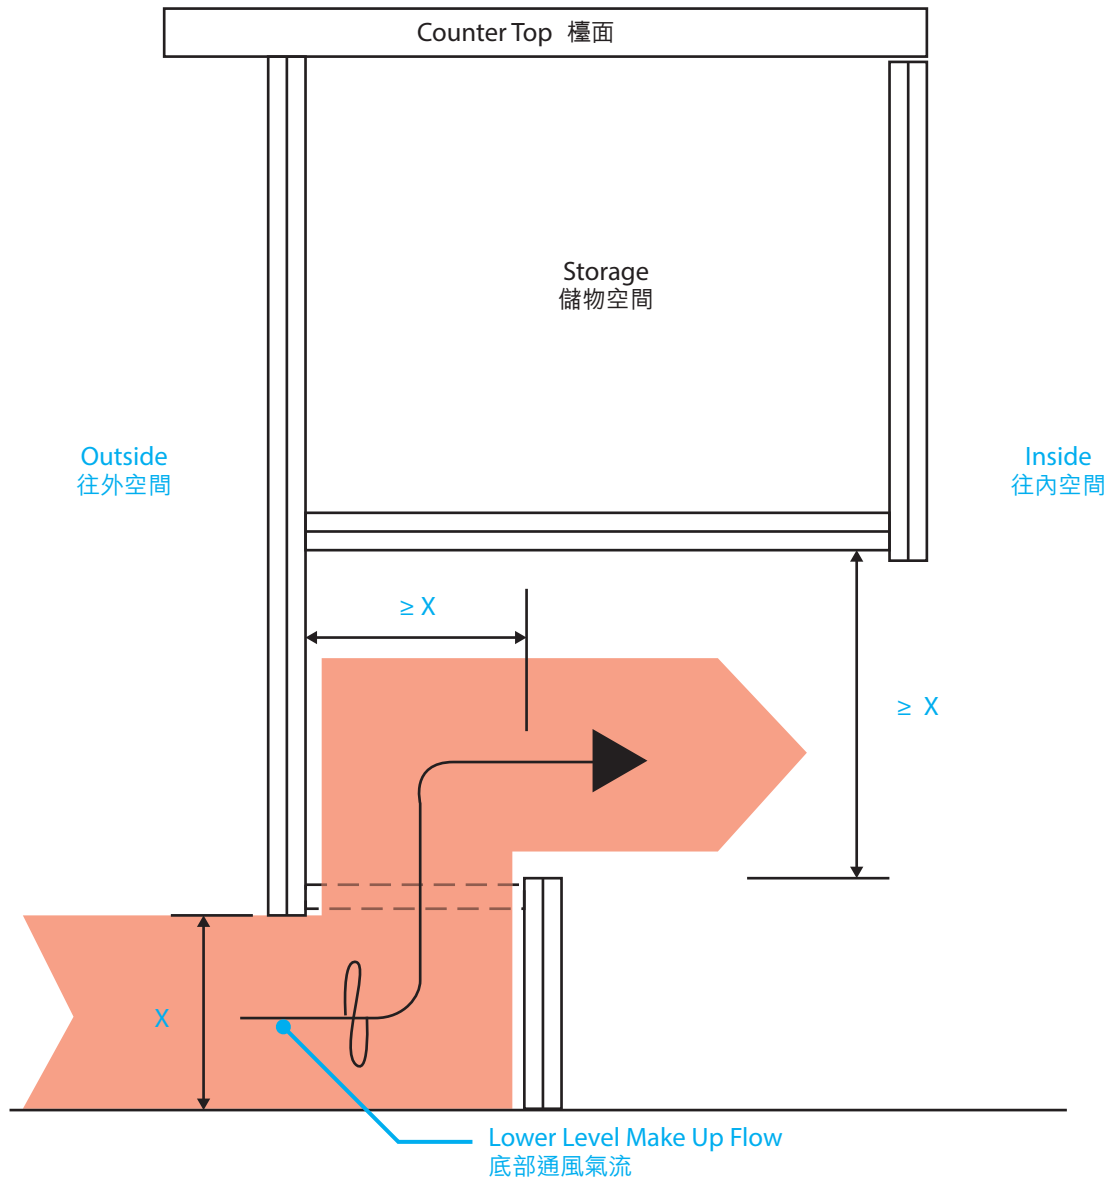 Counter Top 檯面
Storage
儲物空間
Outside
往外空間
Inside
往內空間
≥ X
≥ X
X
Lower Level Make Up Flow
底部通風氣流